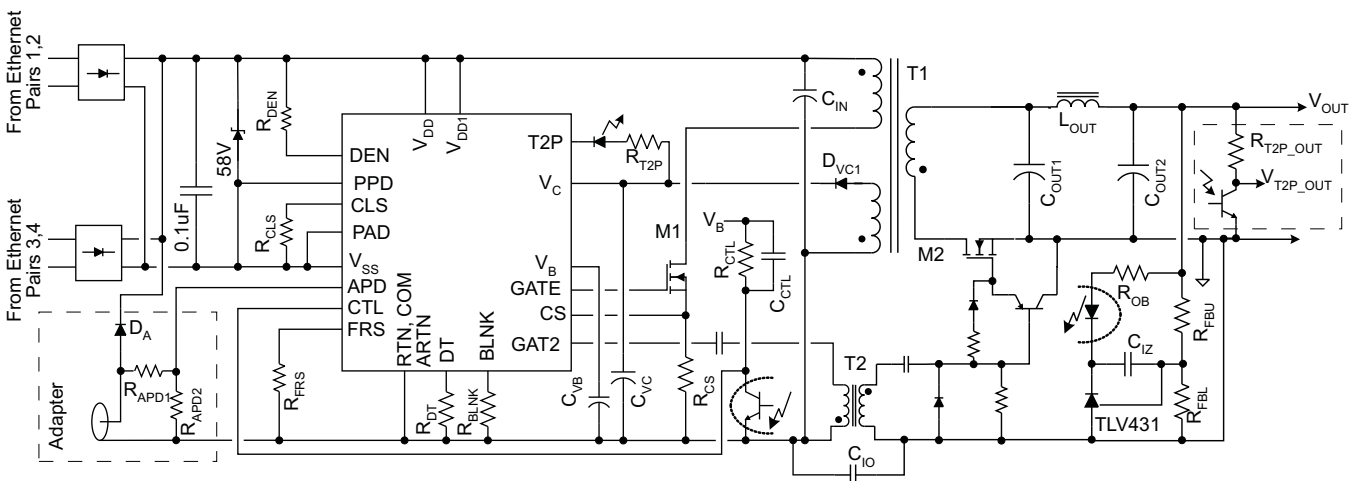 From Ethernet
Pairs 1,2
From Ethernet
Pairs 3,4
0.1uF
58V
R_DEN
R_CLS
V_DD
V_DD1
DEN
PPD
CLS
PAD
V_SS
APD
CTL
FRS
T2P
V_C
V_B
GATE
CS
GAT2
RTN, COM
ARTN
DT
BLNK
Adapter
D_A
R_APD1
R_APD2
R_FRS
R_DT
R_BLNK
C_VB
C_VC
R_CS
R_T2P
M1
V_B
R_CTL
C_CTL
D_VC1
C_IN
T1
T2
C_IO
M2
L_OUT
C_OUT1
C_OUT2
V_OUT
R_T2P_OUT
V_T2P_OUT
R_OB
C_IZ
R_FBU
R_FBL
TLV431